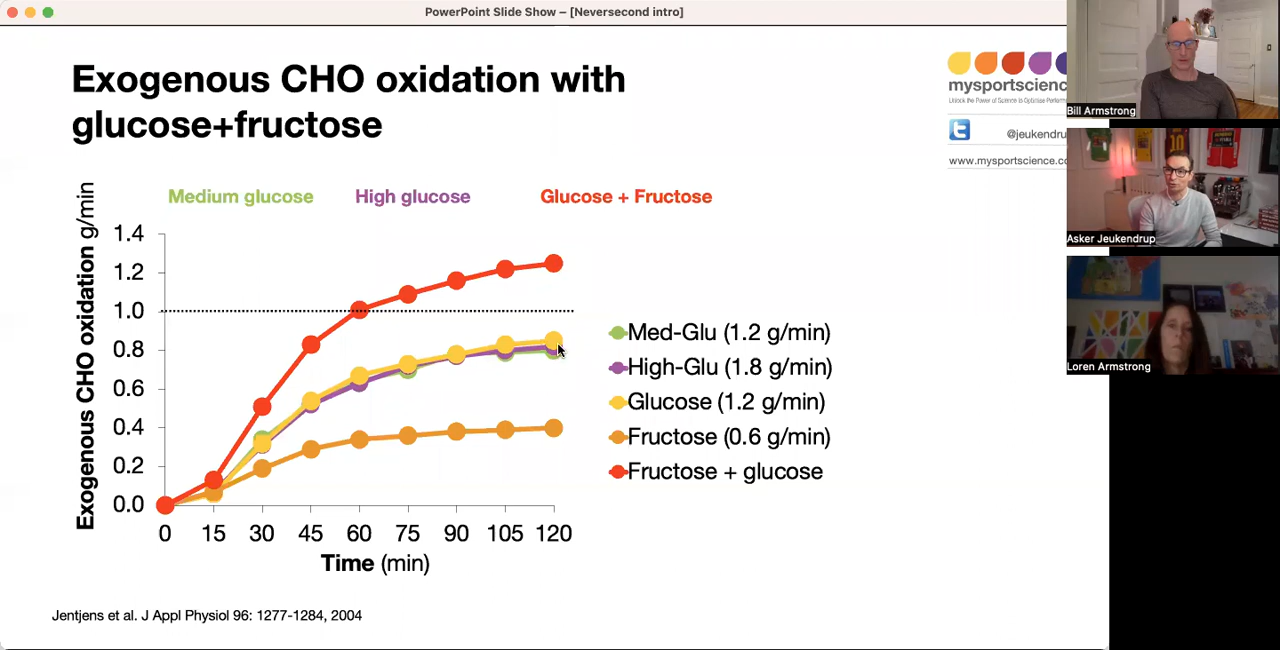 PowerPoint Slide Show – [Neversecond intro]
Exogenous CHO oxidation with
glucose+fructose
mysportscienc
Unlock the Power of Science to Optimise Perform
@jeukendru
www.mysportscience.co
Medium glucose
High glucose
Glucose + Fructose
Exogenous CHO oxidation g/min
1.4
1.2
1.0
0.8
0.6
0.4
0.2
0.0
0 15 30 45 60 75 90 105 120
Time (min)
Med-Glu (1.2 g/min)
High-Glu (1.8 g/min)
Glucose (1.2 g/min)
Fructose (0.6 g/min)
Fructose + glucose
Jentjens et al. J Appl Physiol 96: 1277-1284, 2004
Bill Armstrong
Asker Jeukendrup
Loren Armstrong